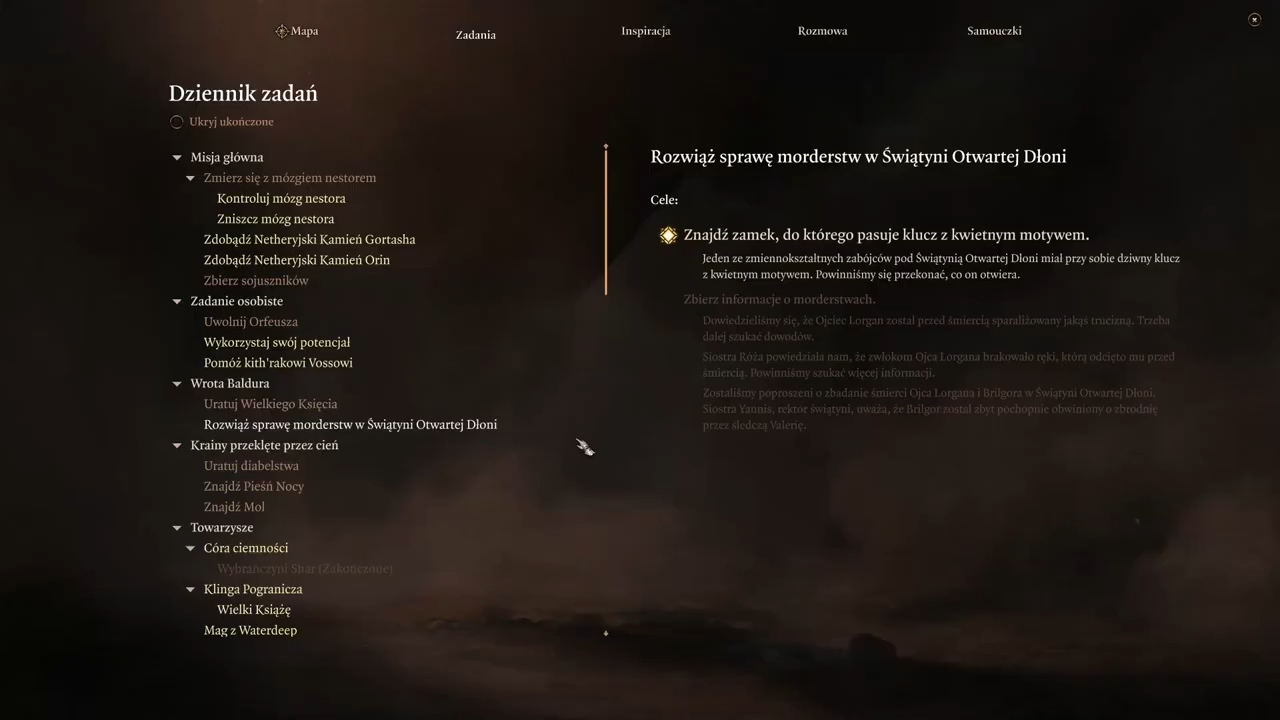 Mapa
Zadania
Inspiracja
Rozmowa
Samouczki
Dziennik zadań
Ukryj ukończone
Misja główna
Zmierz się z mózgiem nestorem
Kontroluj mózg nestora
Zniszcz mózg nestora
Zdobądź Netheryjski Kamień Gortasha
Zdobądź Netheryjski Kamień Orin
Zbierz sojuszników
Zadanie osobiste
Uwolnij Orfeusza
Wykorzystaj swój potencjał
Pomóż kith'rakowi Vossowi
Wrota Baldura
Uratuj Wielkiego Księcia
Rozwiąż sprawę morderstw w Świątyni Otwartej Dłoni
Krainy przeklęte przez cień
Uratuj diabelstwa
Znajdź Pieśń Nocy
Znajdź Mol
Towarzysze
Córa ciemności
Wybrańczyni Shar (Zakończone)
Klinga Pogranicza
Wielki Książę
Mag z Waterdeep
Rozwiąż sprawę morderstw w Świątyni Otwartej Dłoni
Cele:
Znajdź zamek, do którego pasuje klucz z kwietnym motywem.
Jeden ze zmiennokształtnych zabójców pod Świątynią Otwartej Dłoni miał przy sobie dziwny klucz
z kwietnym motywem. Powinniśmy się przekonać, co on otwiera.
Zbierz informacje o morderstwach.
Dowiedzieliśmy się, że Ojciec Lorgan został przed śmiercią sparaliżowany jakąś trucizną. Trzeba
dalej szukać dowodów.
Siostra Róża powiedziała nam, że zwłokom Ojca Lorgana brakowało ręki, którą odcięto mu przed
śmiercią. Powinniśmy szukać więcej informacji.
Zostaliśmy poproszeni o zbadanie śmierci Ojca Lorgana i Brilgora w Świątyni Otwartej Dłoni.
Siostra Yannis, rektor świątyni, uważa, że Brilgor został zbyt pochopnie obwiniony o zbrodnię
przez śledczą Valerię.